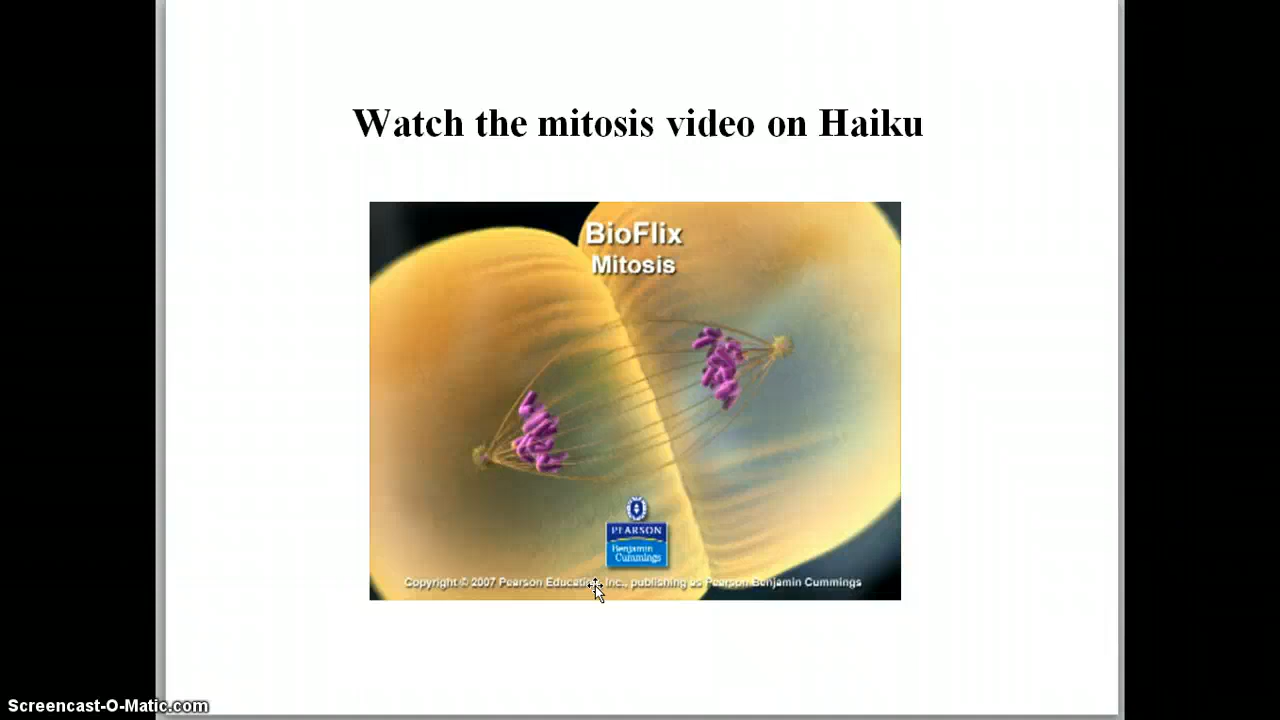 Watch the mitosis video on Haiku
BioFlix
Mitosis
PEARSON
Benjamin
Cummings
Copyright © 2007 Pearson Education, Inc., publishing as Pearson Benjamin Cummings
Screencast-O-Matic.com